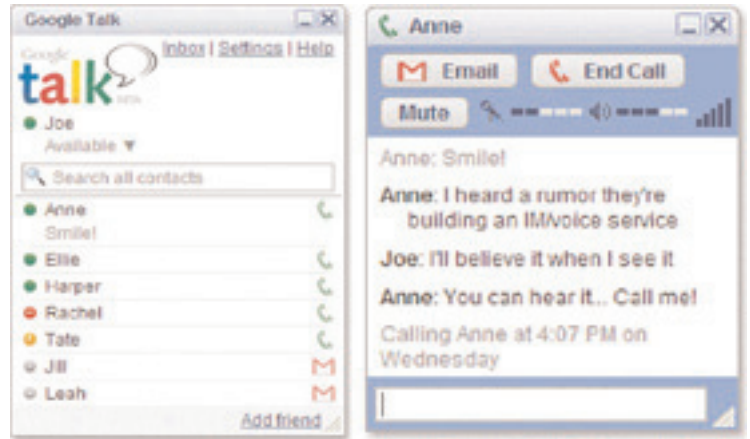 Google Talk
Inbox | Settings | Help
Google
talk
BETA
Joe
Available
Search all contacts
Anne
Smile!
Ellie
Harper
Rachel
Tate
Jill
Leah
Add friend
Anne
Email
End Call
Mute
Anne: Smile!
Anne: I heard a rumor they're
building an IM/voice service
Joe: I'll believe it when I see it
Anne: You can hear it... Call me!
Calling Anne at 4:07 PM on
Wednesday